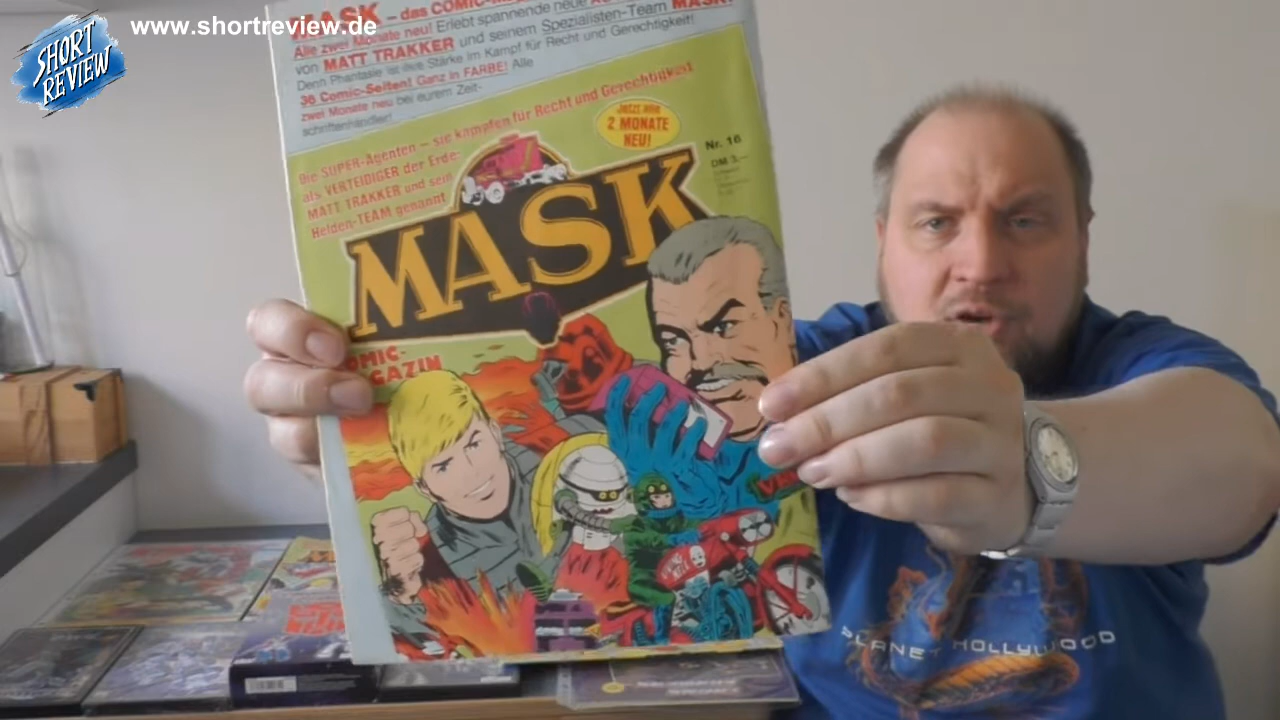 www.shortreview.de
SHORT
REVIEW
MASK – das COMIC-
Alle zwei Monate neu! Erlebt spannende neue
von MATT TRAKKER und seinem Spezialisten-Team MASK!
Denn Phantasie ist ihre Stärke im Kampf für Recht und Gerechtigkeit!
36 Comic-Seiten! Ganz in FARBE! Alle
zwei Monate neu bei eurem Zeit-
schriftenhändler!
Die SUPER-Agenten – sie kämpfen für Recht und Gerechtigkeit
als VERTEIDIGER der Erde:
MATT TRAKKER und sein
Helden-TEAM genannt
Jetzt alle
2 MONATE
NEU!
Nr. 16
DM 3.–
MASK
OMIC-
GAZIN
PLANET HOLLYWOOD